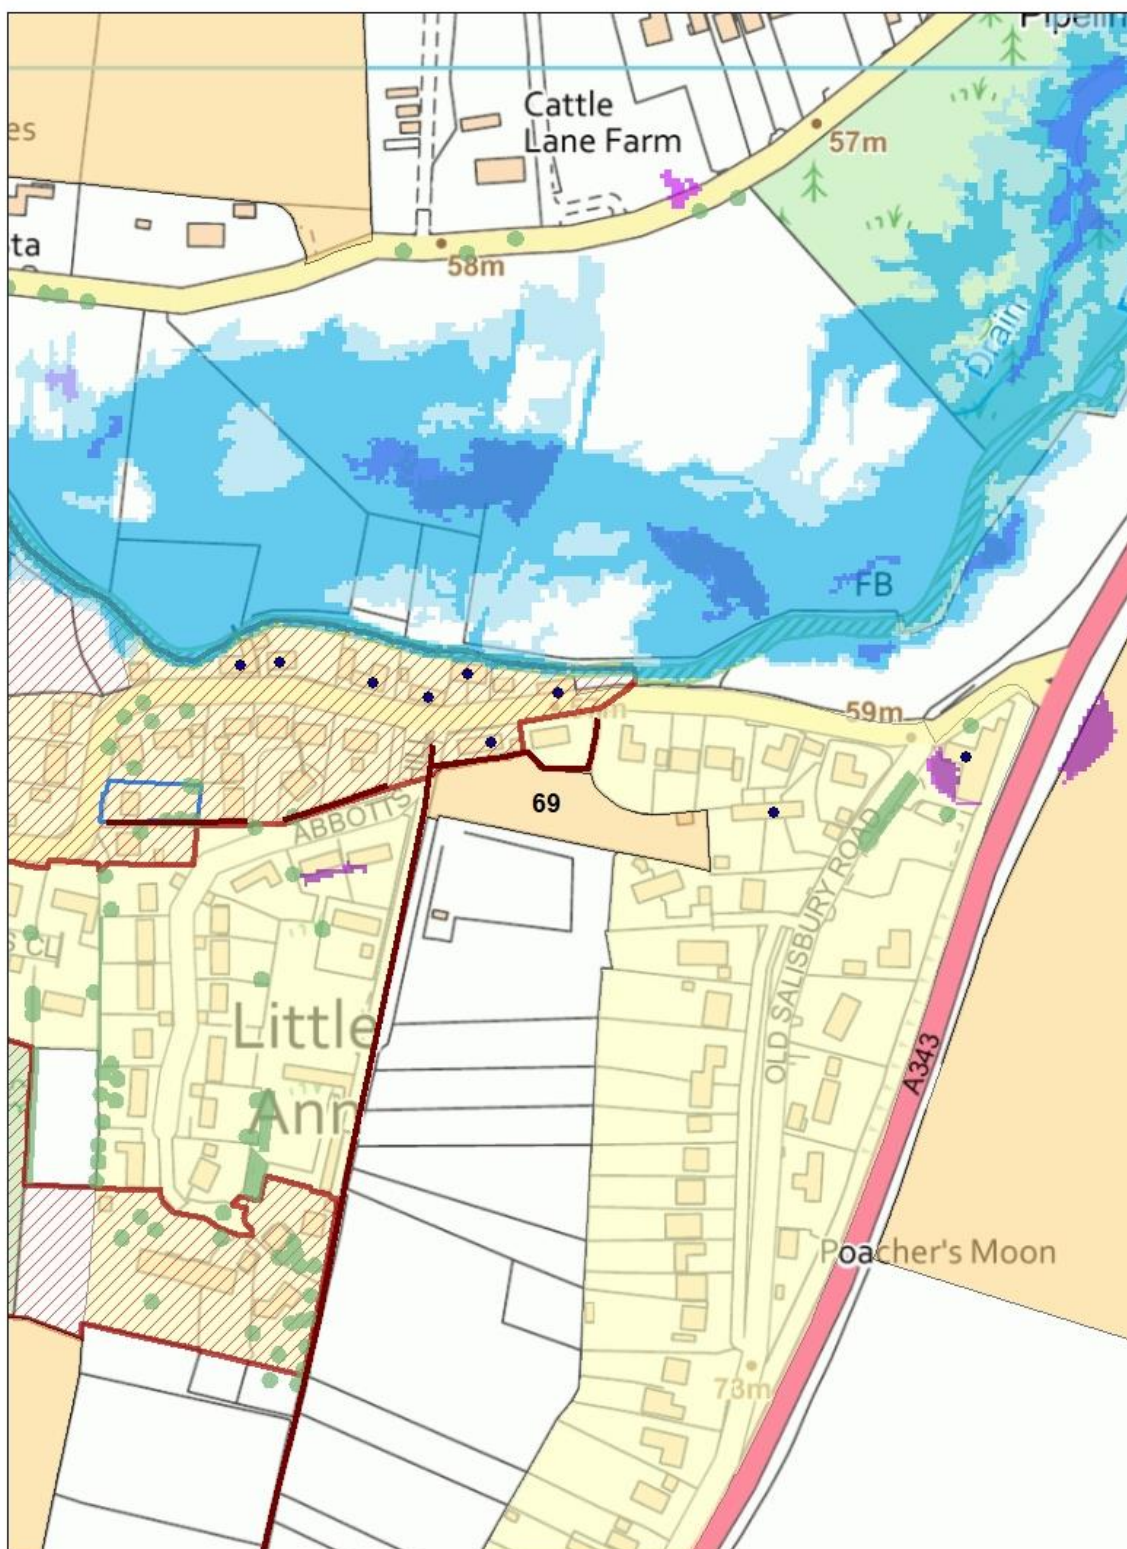 Cattle
Lane Farm
57m
es
ta
58m
Drain
FB
59m
69
ABBOTTS
OLD SALISBURY ROAD
S CL
Little
Ann
A343
Poacher's Moon
73m